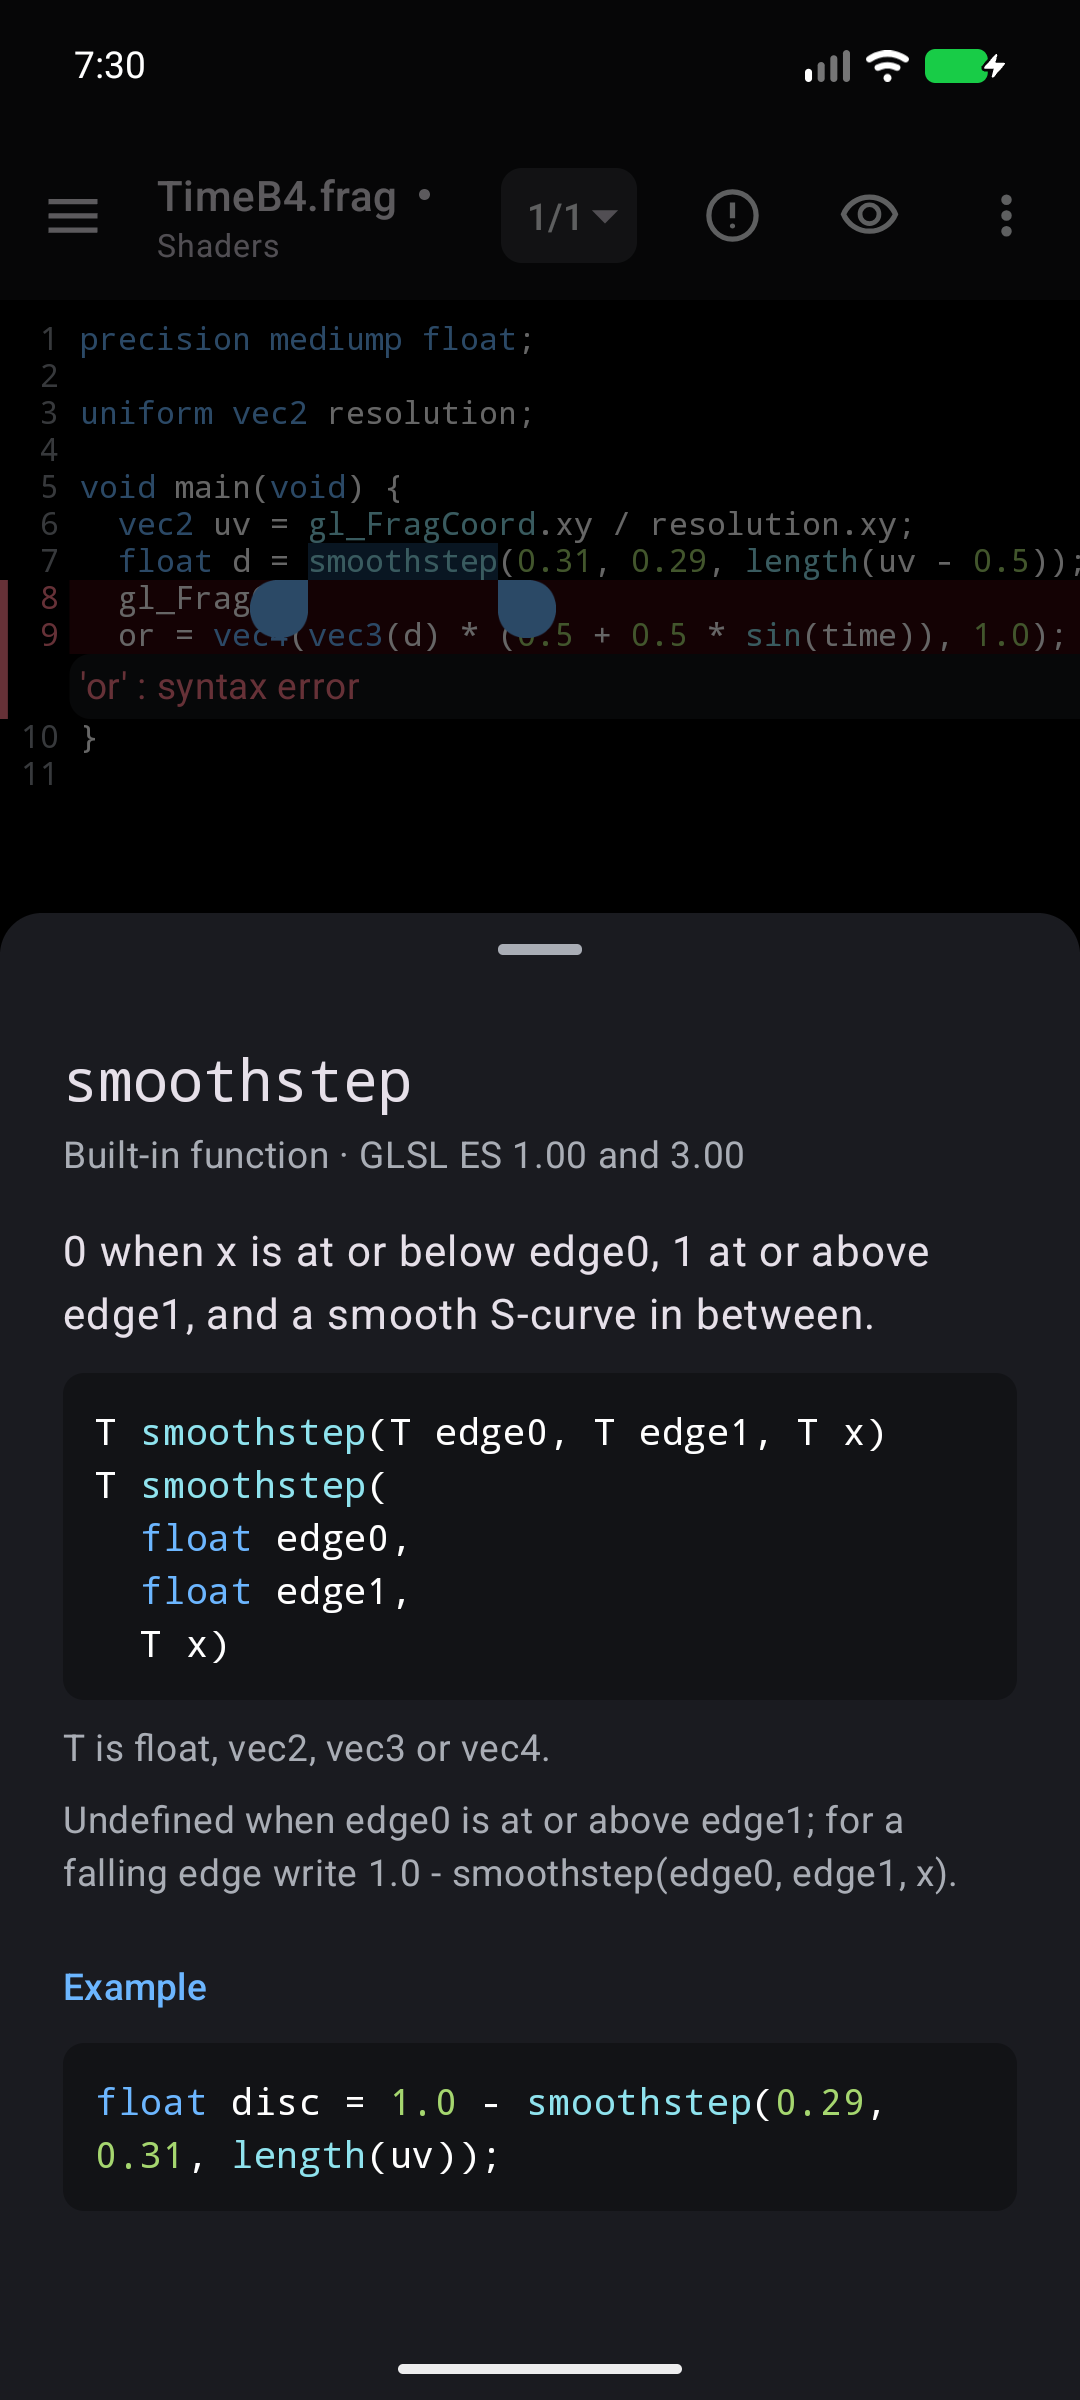 7:30
TimeB4.frag •
Shaders
1/1
1 precision mediump float;
2
3 uniform vec2 resolution;
4
5 void main(void) {
6 vec2 uv = gl_FragCoord.xy / resolution.xy;
7 float d = smoothstep(0.31, 0.29, length(uv - 0.5));
8 gl_Frag
9 or = vec4(vec3(d) * (0.5 + 0.5 * sin(time)), 1.0);
'or' : syntax error
10 }
11
smoothstep
Built-in function · GLSL ES 1.00 and 3.00
0 when x is at or below edge0, 1 at or above
edge1, and a smooth S-curve in between.
T smoothstep(T edge0, T edge1, T x)
T smoothstep(
float edge0,
float edge1,
T x)
T is float, vec2, vec3 or vec4.
Undefined when edge0 is at or above edge1; for a
falling edge write 1.0 - smoothstep(edge0, edge1, x).
Example
float disc = 1.0 - smoothstep(0.29,
0.31, length(uv));